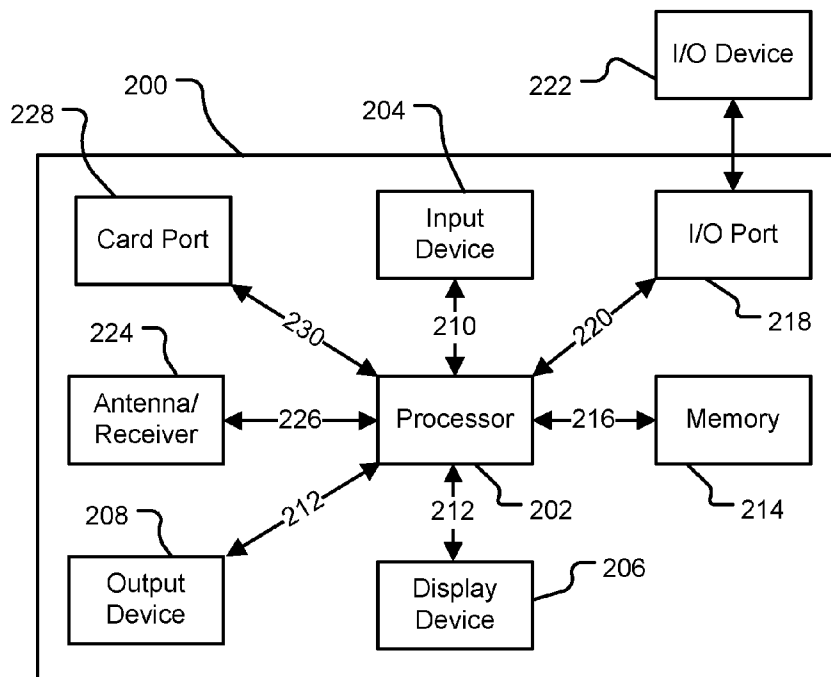 I/O Device
222
200
228
204
Card Port
Input
Device
I/O Port
230
210
220
218
224
Antenna/
Receiver
226
Processor
216
Memory
208
212
212
202
214
Output
Device
Display
Device
206